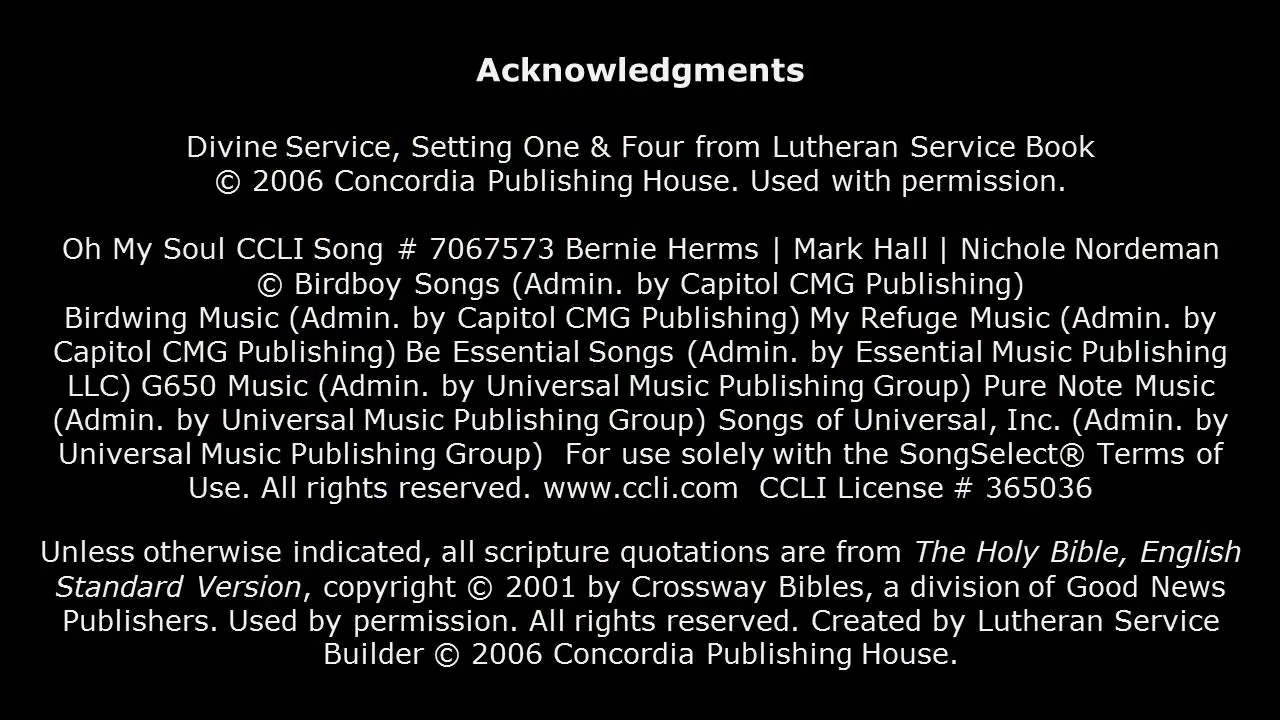 Acknowledgments
Divine Service, Setting One & Four from Lutheran Service Book
© 2006 Concordia Publishing House. Used with permission.
Oh My Soul CCLI Song # 7067573 Bernie Herms | Mark Hall | Nichole Nordeman
© Birdboy Songs (Admin. by Capitol CMG Publishing)
Birdwing Music (Admin. by Capitol CMG Publishing) My Refuge Music (Admin. by
Capitol CMG Publishing) Be Essential Songs (Admin. by Essential Music Publishing
LLC) G650 Music (Admin. by Universal Music Publishing Group) Pure Note Music
(Admin. by Universal Music Publishing Group) Songs of Universal, Inc. (Admin. by
Universal Music Publishing Group)  For use solely with the SongSelect® Terms of
Use. All rights reserved. www.ccli.com  CCLI License # 365036
Unless otherwise indicated, all scripture quotations are from The Holy Bible, English
Standard Version, copyright © 2001 by Crossway Bibles, a division of Good News
Publishers. Used by permission. All rights reserved. Created by Lutheran Service
Builder © 2006 Concordia Publishing House.